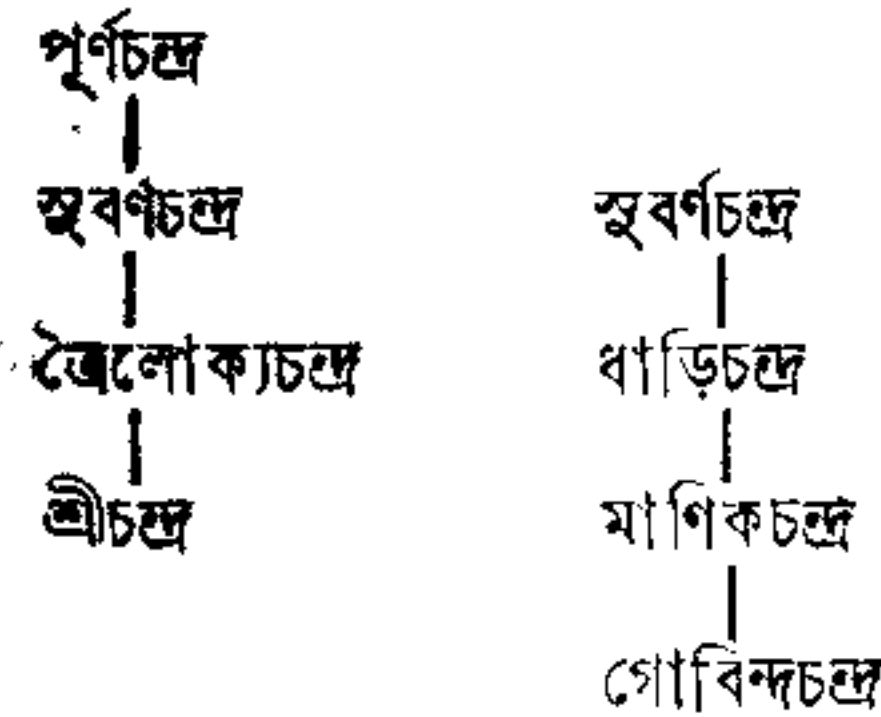 পূর্ণচন্দ্র
সুবর্ণচন্দ্র
ত্রৈলোক্যচন্দ্র
শ্রীচন্দ্র
সুবর্ণচন্দ্র
ধাড়িচন্দ্র
মাণিকচন্দ্র
গোবিন্দচন্দ্র